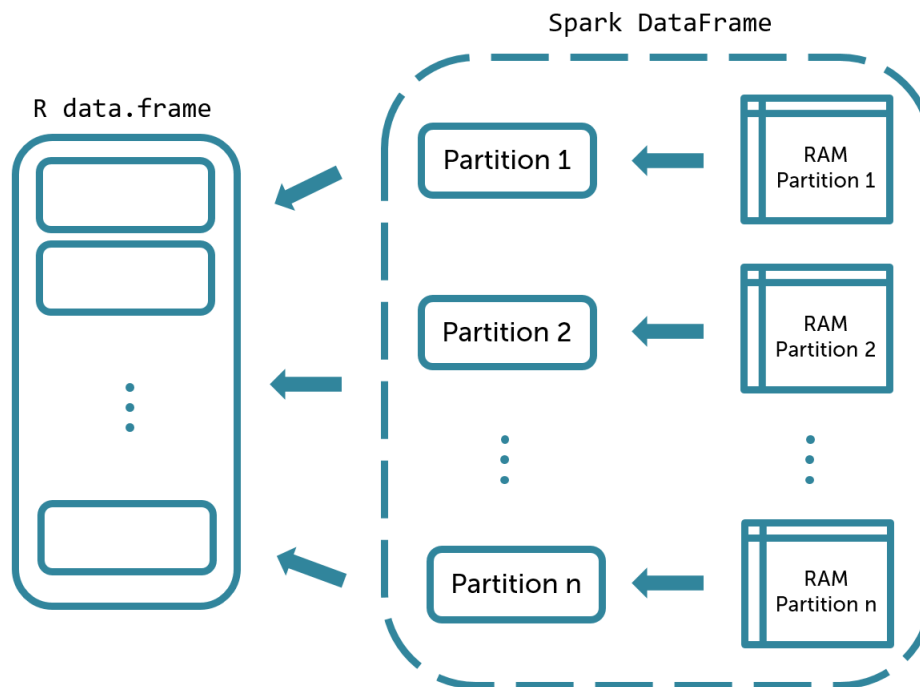 Spark DataFrame
R data.frame
Partition 1
RAM
Partition 1
Partition 2
RAM
Partition 2
Partition n
RAM
Partition n